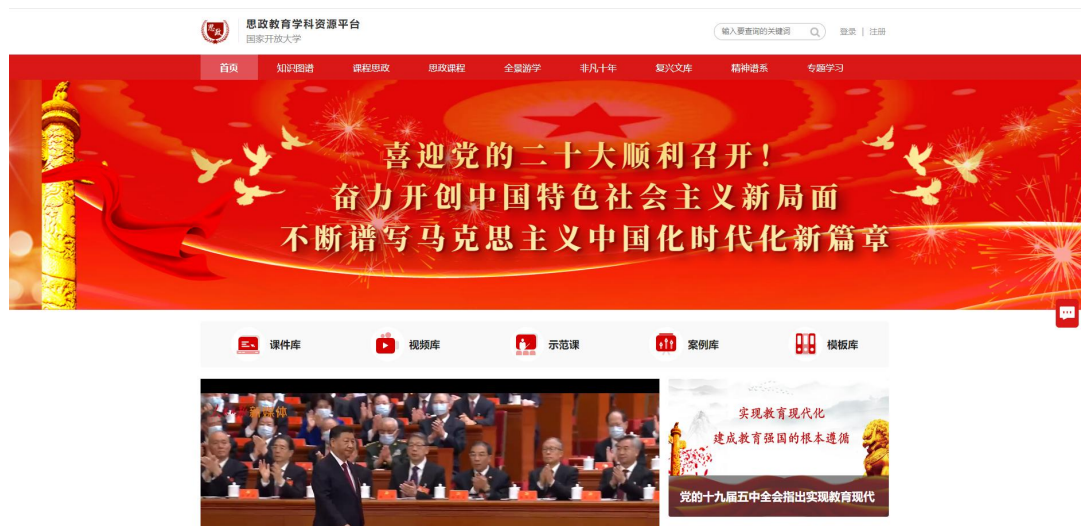 思政
思政教育学科资源平台
国家开放大学
输入要查询的关键词
登录 | 注册
首页 知识图谱 课程思政 思政课程 全景游学 非凡十年 复兴文库 精神谱系 专题学习
喜迎党的二十大顺利召开！
奋力开创中国特色社会主义新局面
不断谱写马克思主义中国化时代化新篇章
课件库 视频库 示范课 案例库 模板库
新媒体
实现教育现代化
建成教育强国的根本遵循
党的十九届五中全会指出实现教育现代